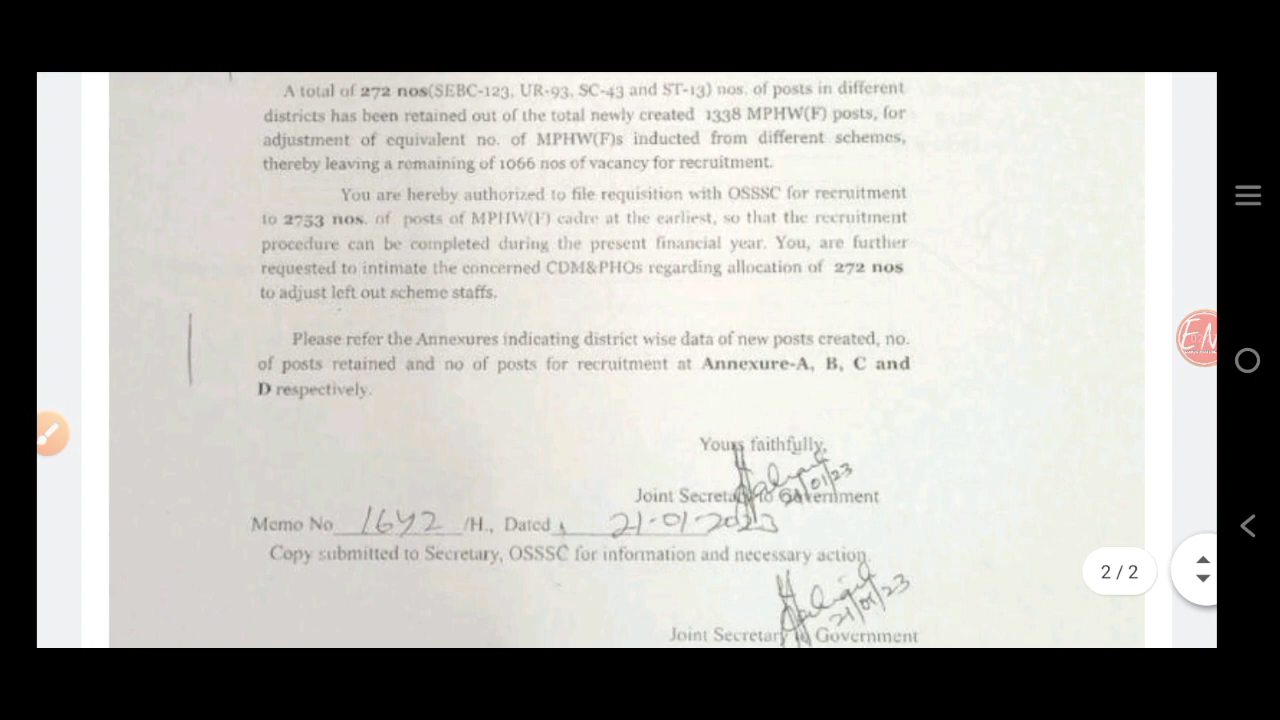 A total of 272 nos(SEBC-123, UR-93, SC-43 and ST-13) nos. of posts in different
districts has been retained out of the total newly created 1338 MPHW(F) posts, for
adjustment of equivalent no. of MPHW(F)s inducted from different schemes,
thereby leaving a remaining of 1066 nos of vacancy for recruitment.
You are hereby authorized to file requisition with OSSSC for recruitment
to 2753 nos. of posts of MPHW(F) cadre at the earliest, so that the recruitment
procedure can be completed during the present financial year. You, are further
requested to intimate the concerned CDM&PHOs regarding allocation of 272 nos
to adjust left out scheme staffs.
Please refer the Annexures indicating district wise data of new posts created, no.
of posts retained and no of posts for recruitment at Annexure-A, B, C and
D respectively.
Yours faithfully,
21/01/23
Joint Secretary to Government
Memo No 1642 /H., Dated, 21-01-2023
Copy submitted to Secretary, OSSSC for information and necessary action.
21/01/23
Joint Secretary to Government
2 / 2
EN